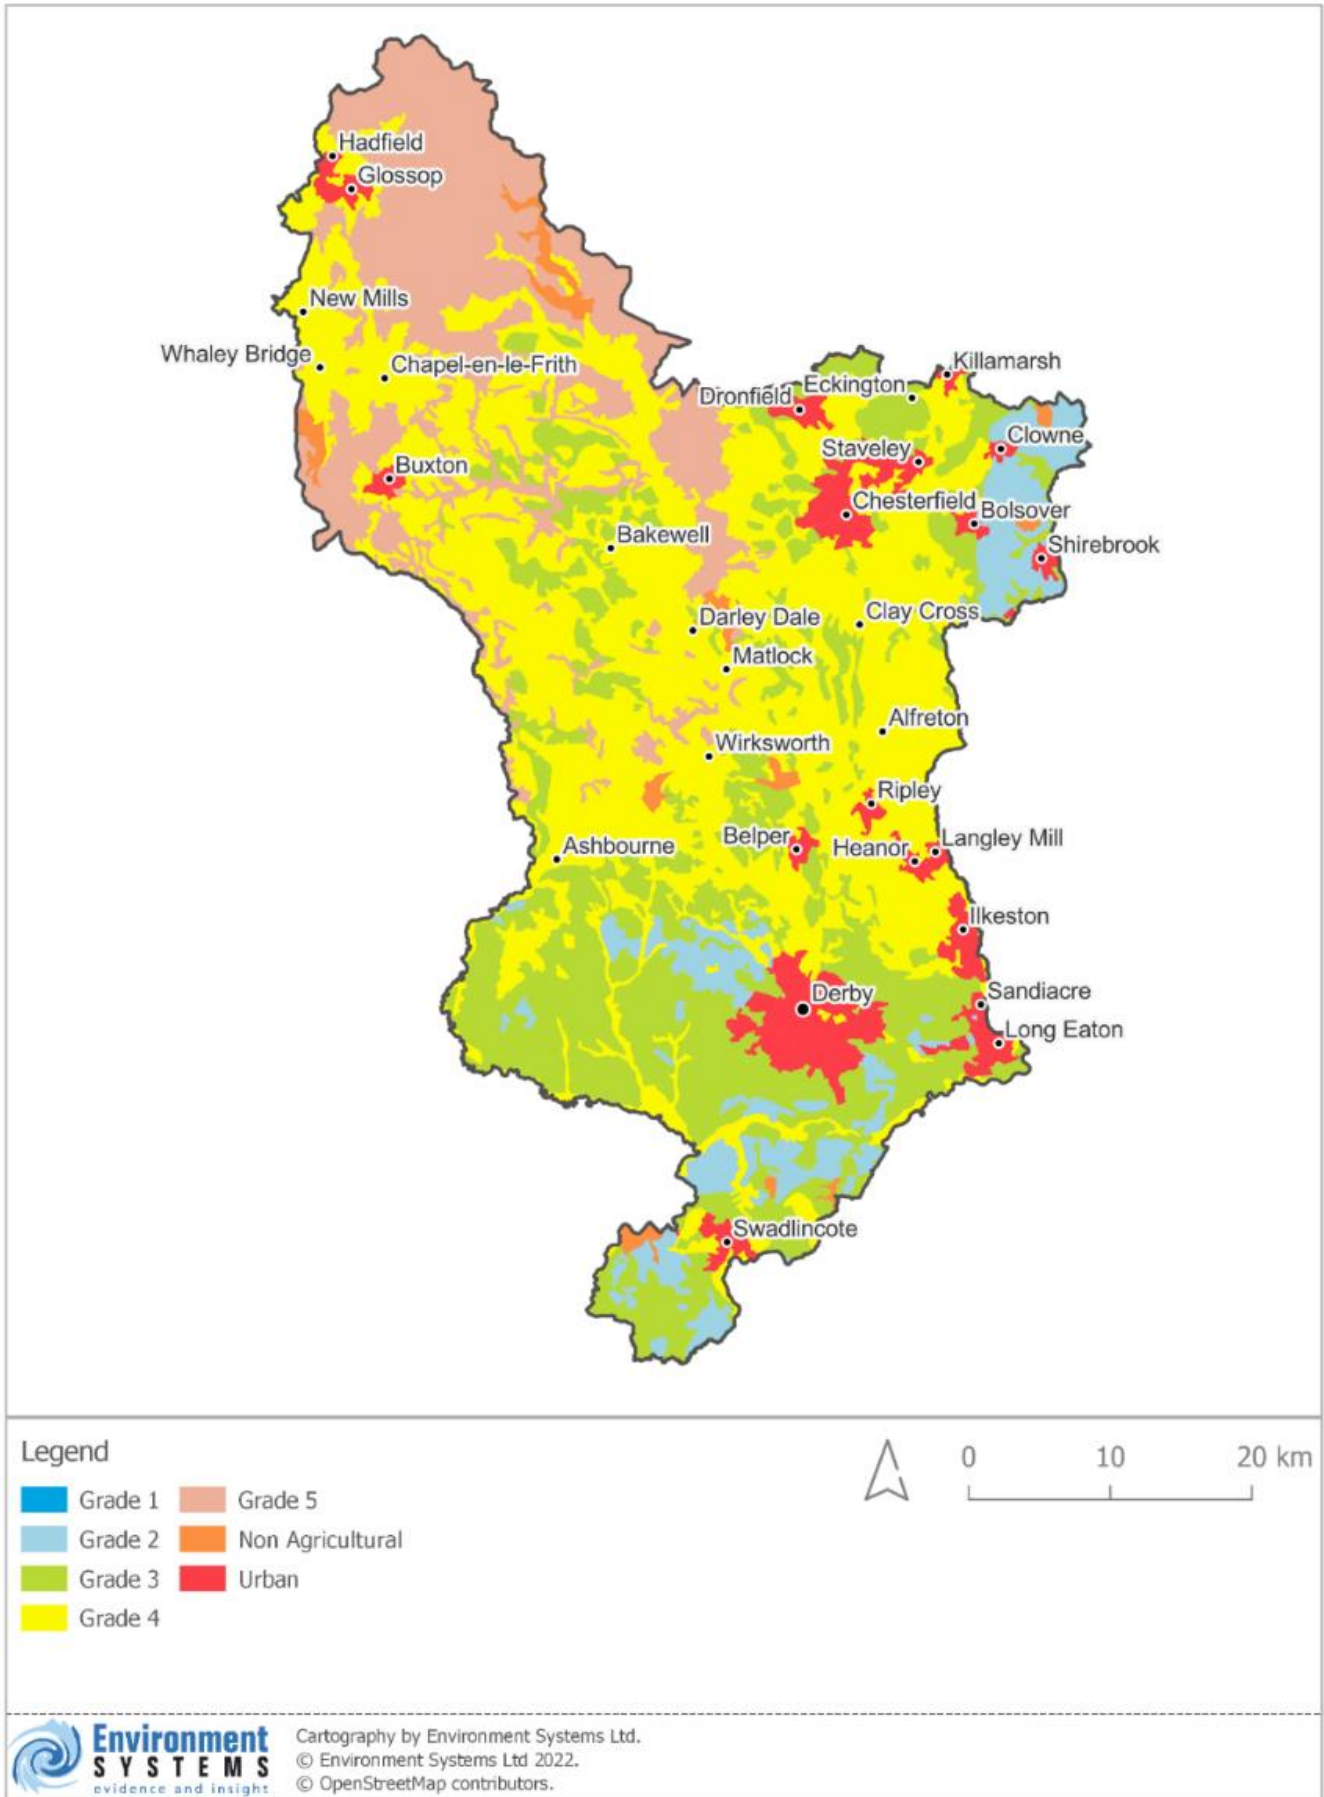 Hadfield
Glossop
New Mills
Whaley Bridge
Chapel-en-le-Frith
Killamarsh
Dronfield
Eckington
Clowne
Staveley
Buxton
Chesterfield
Bolsover
Bakewell
Shirebrook
Darley Dale
Clay Cross
Matlock
Alfreton
Wirksworth
Ripley
Belper
Heanor
Langley Mill
Ashbourne
Ilkeston
Derby
Sandiacre
Long Eaton
Swadlincote
Legend
Grade 1
Grade 2
Grade 3
Grade 4
Grade 5
Non Agricultural
Urban
0 10 20 km
Environment
SYSTEMS
evidence and insight
Cartography by Environment Systems Ltd.
© Environment Systems Ltd 2022.
© OpenStreetMap contributors.